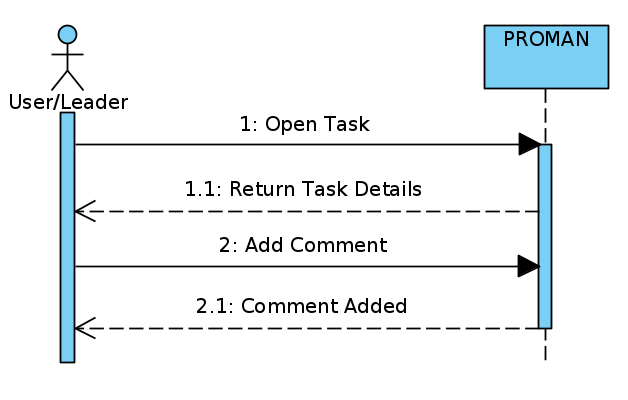 PROMAN
User/Leader
1: Open Task
1.1: Return Task Details
2: Add Comment
2.1: Comment Added